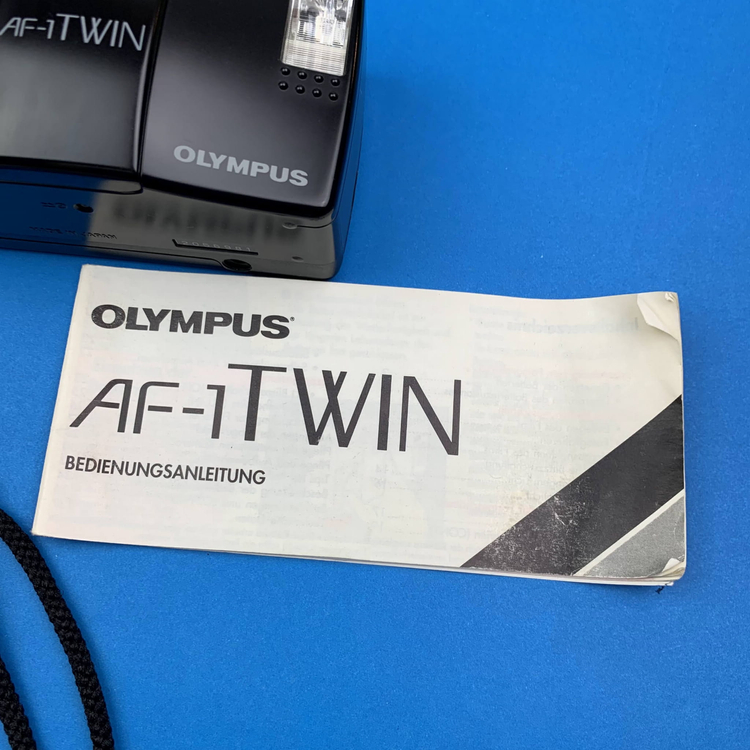 AF-1TWIN
OLYMPUS
OLYMPUS®
AF-1TWIN
BEDIENUNGSANLEITUNG